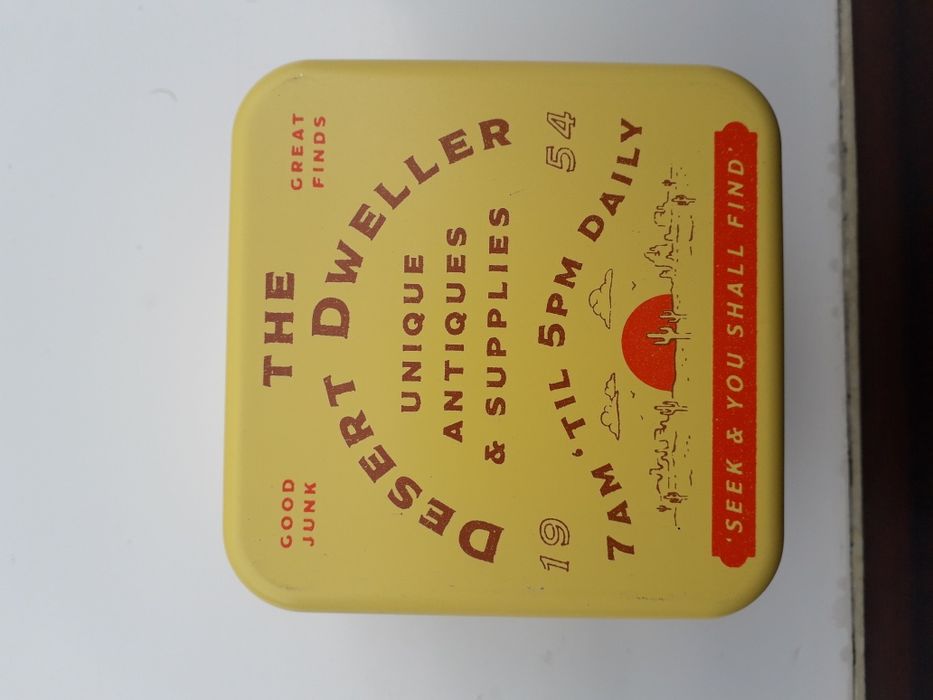 THE
GOOD
JUNK
GREAT
FINDS
DESERT DWELLER
UNIQUE
ANTIQUES
& SUPPLIES
19 54
7AM 'TIL 5PM DAILY
'SEEK & YOU SHALL FIND'